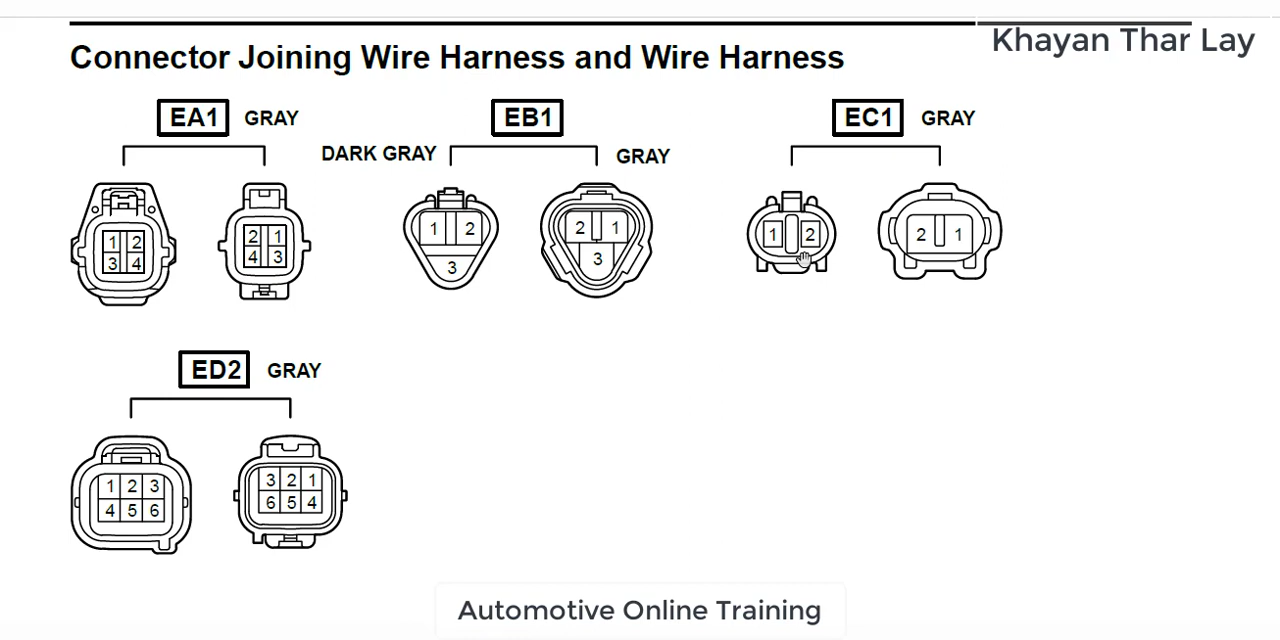 Khayan Thar Lay
Connector Joining Wire Harness and Wire Harness
EA1 GRAY
EB1
DARK GRAY GRAY
EC1 GRAY
1 2
3 4
2 1
4 3
1 2
3
2 1
3
1 2
2 1
ED2 GRAY
1 2 3
4 5 6
3 2 1
6 5 4
Automotive Online Training